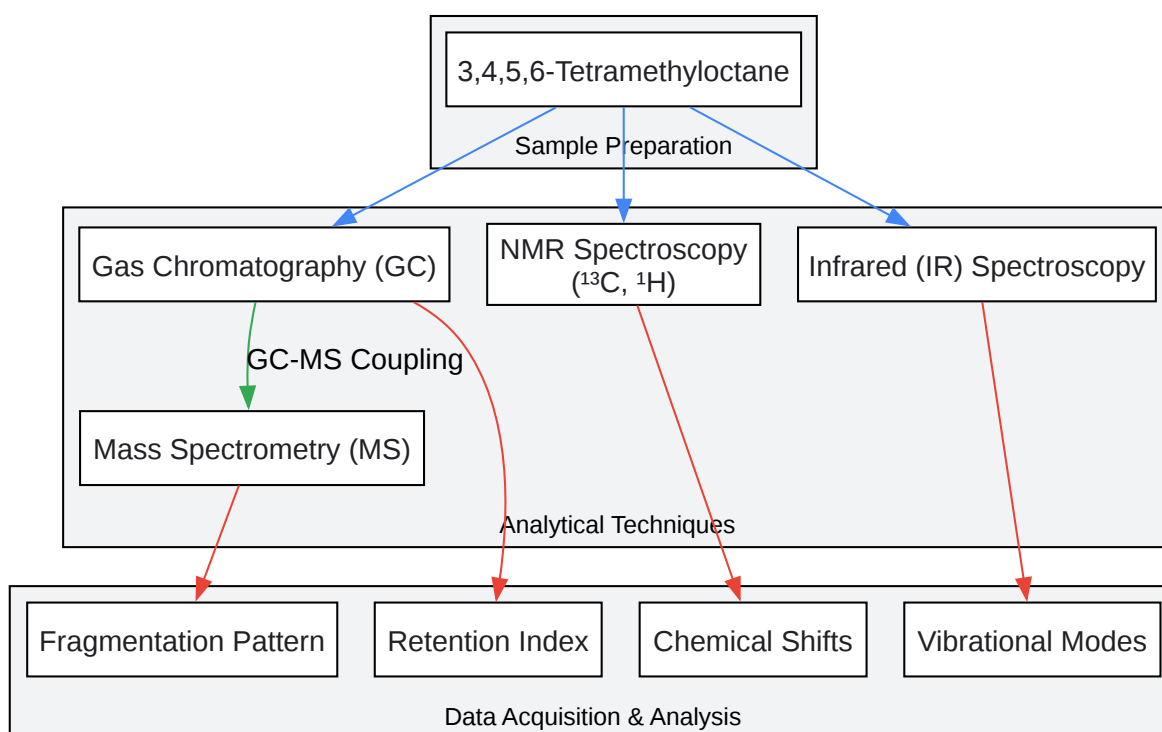 3,4,5,6-Tetramethyloctane
Sample Preparation
Gas Chromatography (GC)
NMR Spectroscopy
(¹³C, ¹H)
Infrared (IR) Spectroscopy
GC-MS Coupling
Mass Spectrometry (MS)
Analytical Techniques
Fragmentation Pattern
Retention Index
Chemical Shifts
Vibrational Modes
Data Acquisition & Analysis